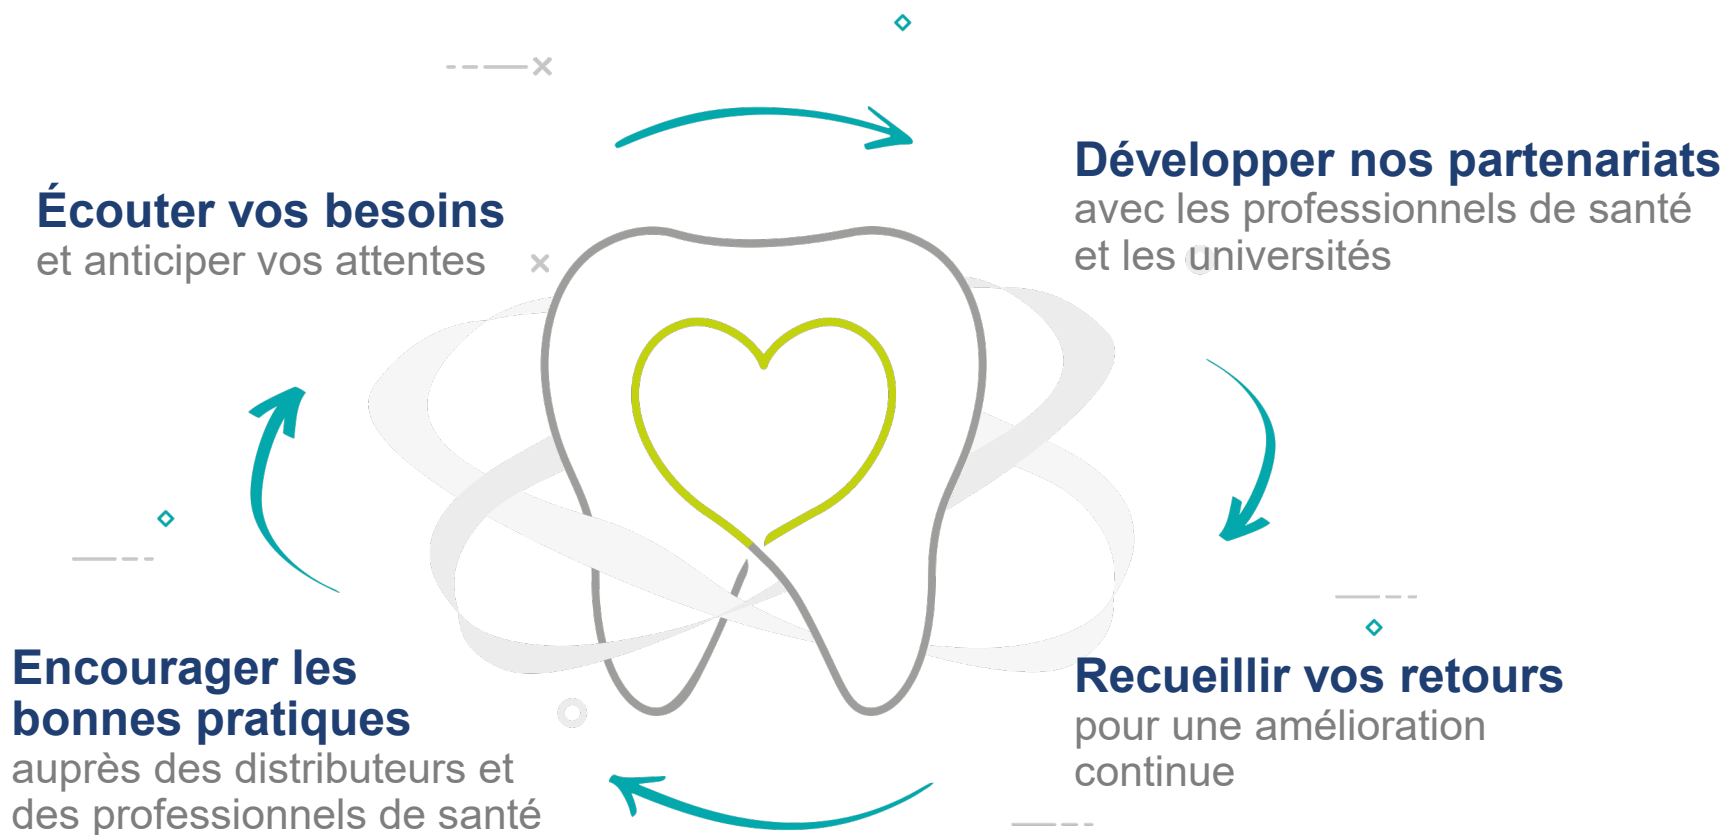 Écouter vos besoins
et anticiper vos attentes
Développer nos partenariats
avec les professionnels de santé
et les universités
Recueillir vos retours
pour une amélioration
continue
Encourager les
bonnes pratiques
auprès des distributeurs et
des professionnels de santé